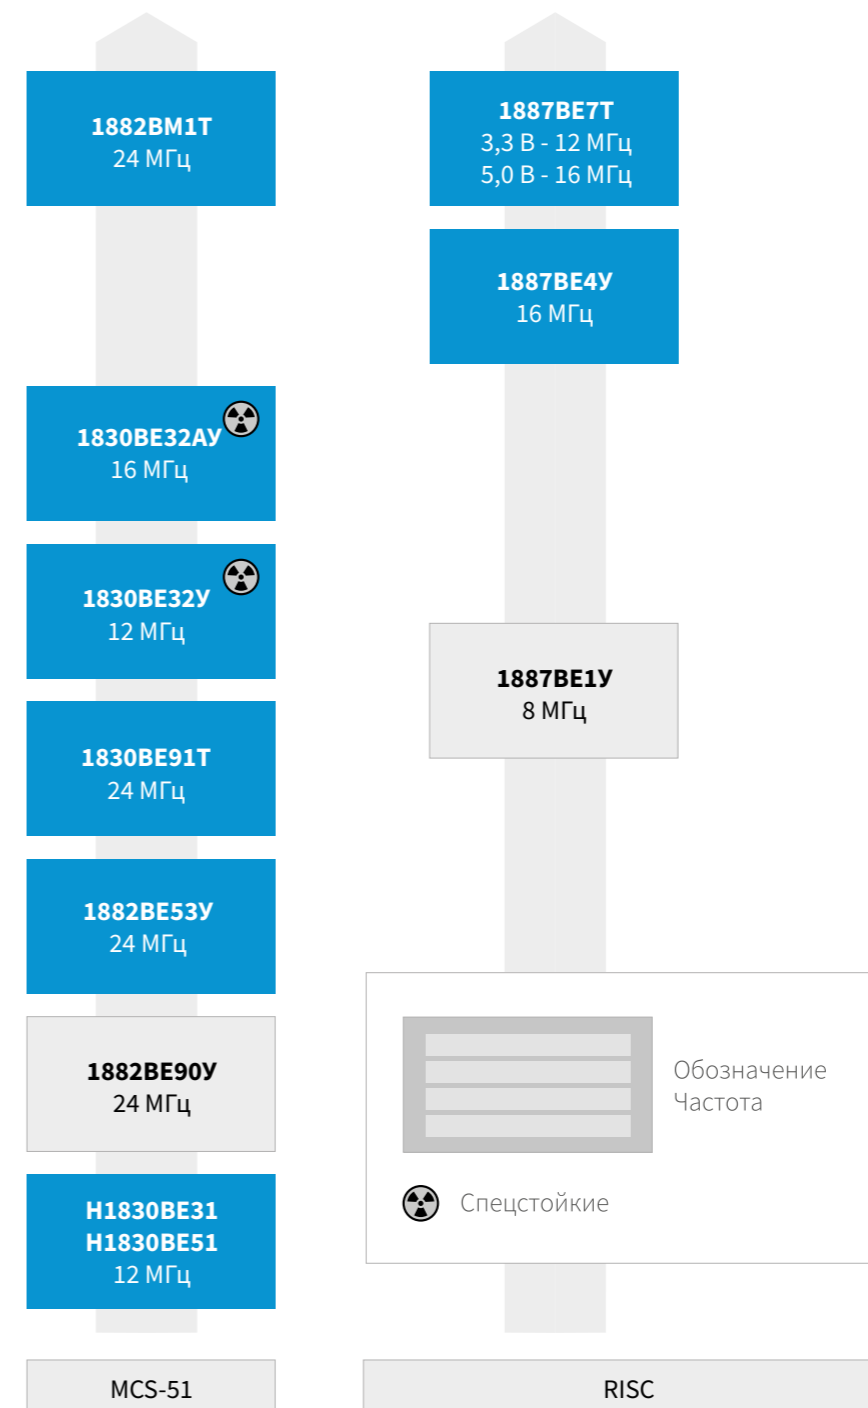 1882ВМ1Т
24 МГц
1830ВЕ32АУ
16 МГц
1830ВЕ32У
12 МГц
1830ВЕ91Т
24 МГц
1882ВЕ53У
24 МГц
1882ВЕ90У
24 МГц
Н1830ВЕ31
Н1830ВЕ51
12 МГц
MCS-51
1887ВЕ7Т
3,3 В - 12 МГц
5,0 В - 16 МГц
1887ВЕ4У
16 МГц
1887ВЕ1У
8 МГц
Обозначение
Частота
Спецстойкие
RISC